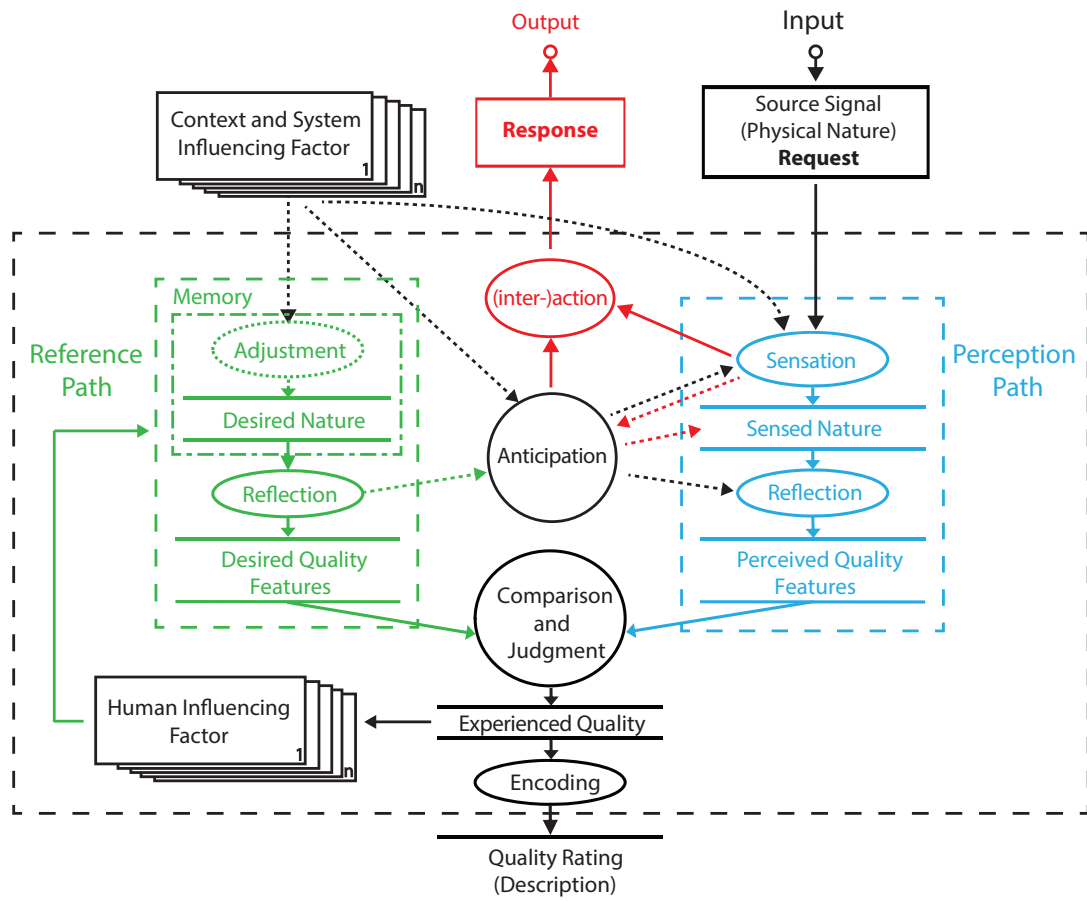 Output
Input
Context and System
Influencing Factor
1
n
Response
Source Signal
(Physical Nature)
Request
Memory
(inter-)action
Reference
Path
Adjustment
Sensation
Perception
Path
Desired Nature
Sensed Nature
Anticipation
Reflection
Reflection
Desired Quality
Features
Perceived Quality
Features
Comparison
and
Judgment
Human Influencing
Factor
1
n
Experienced Quality
Encoding
Quality Rating
(Description)